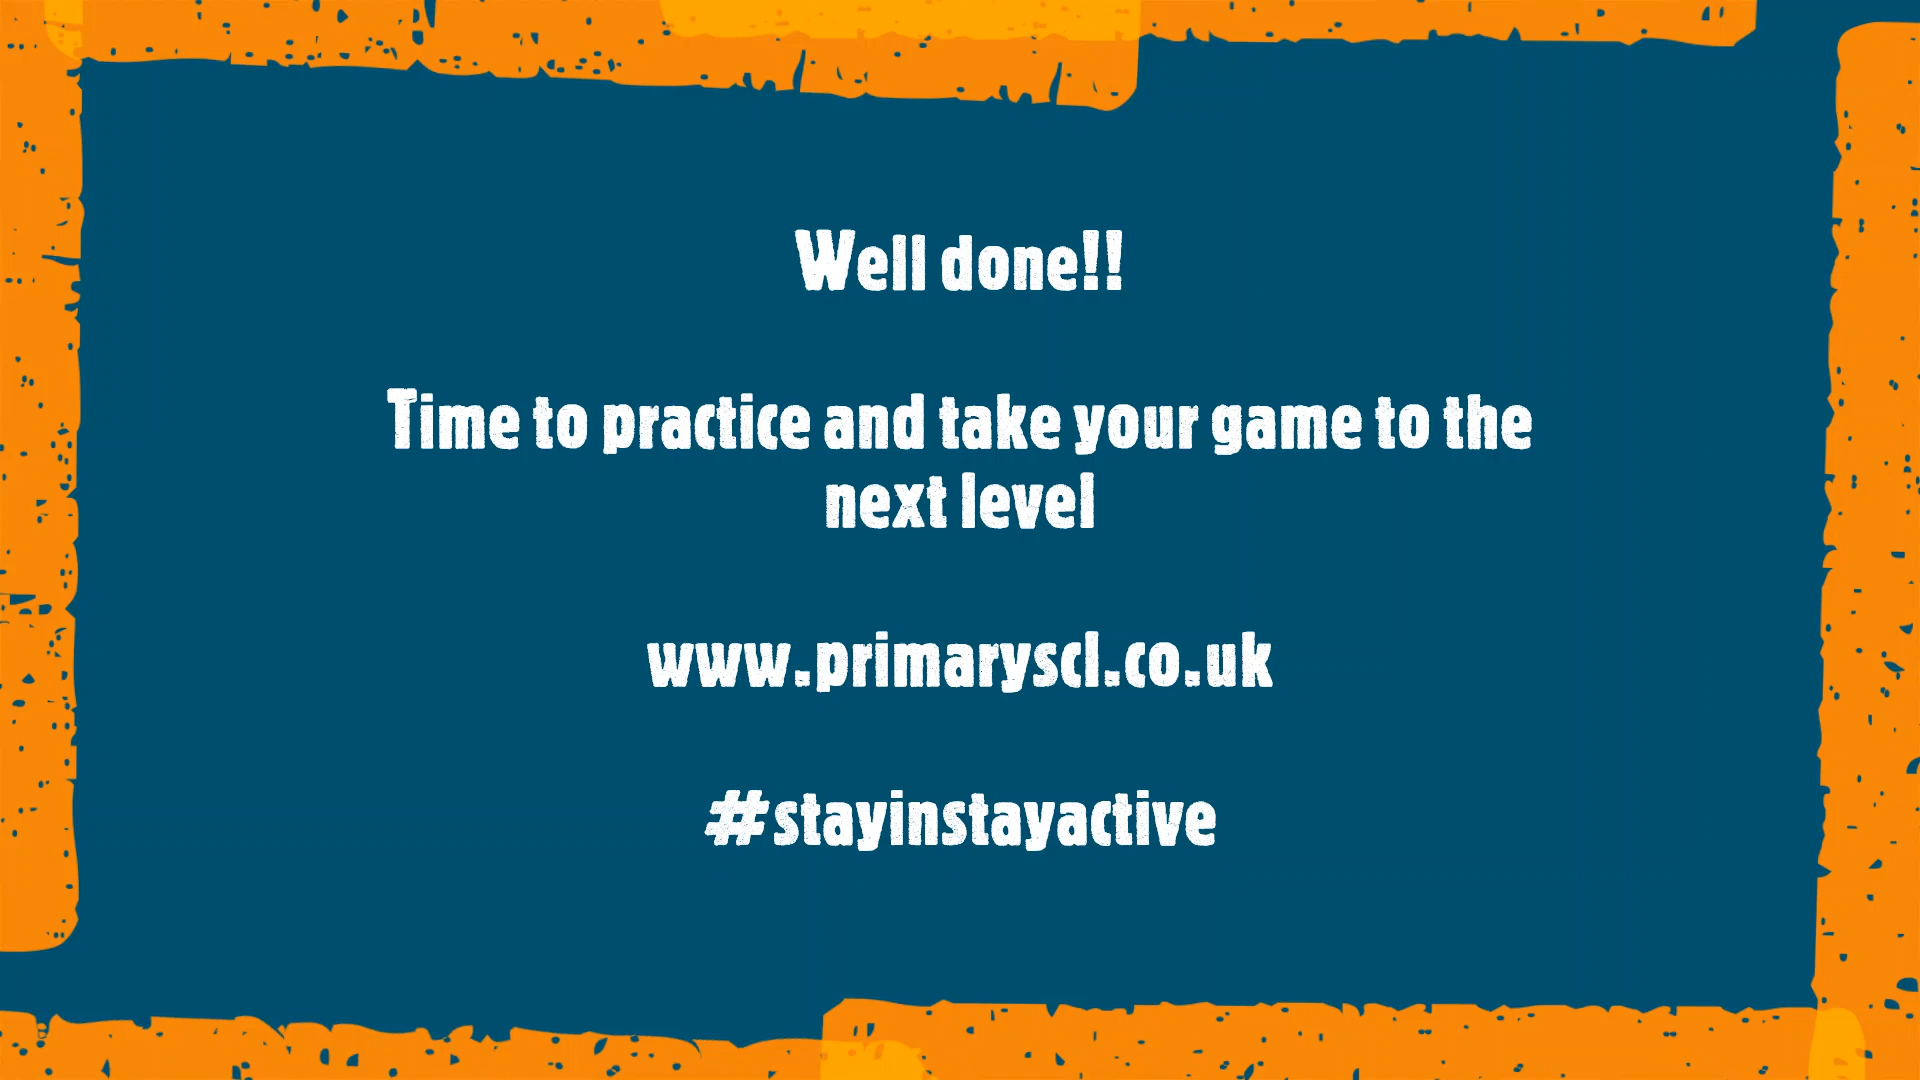 Well done!!
Time to practice and take your game to the
next level
www.primaryscl.co.uk
#stayinstayactive